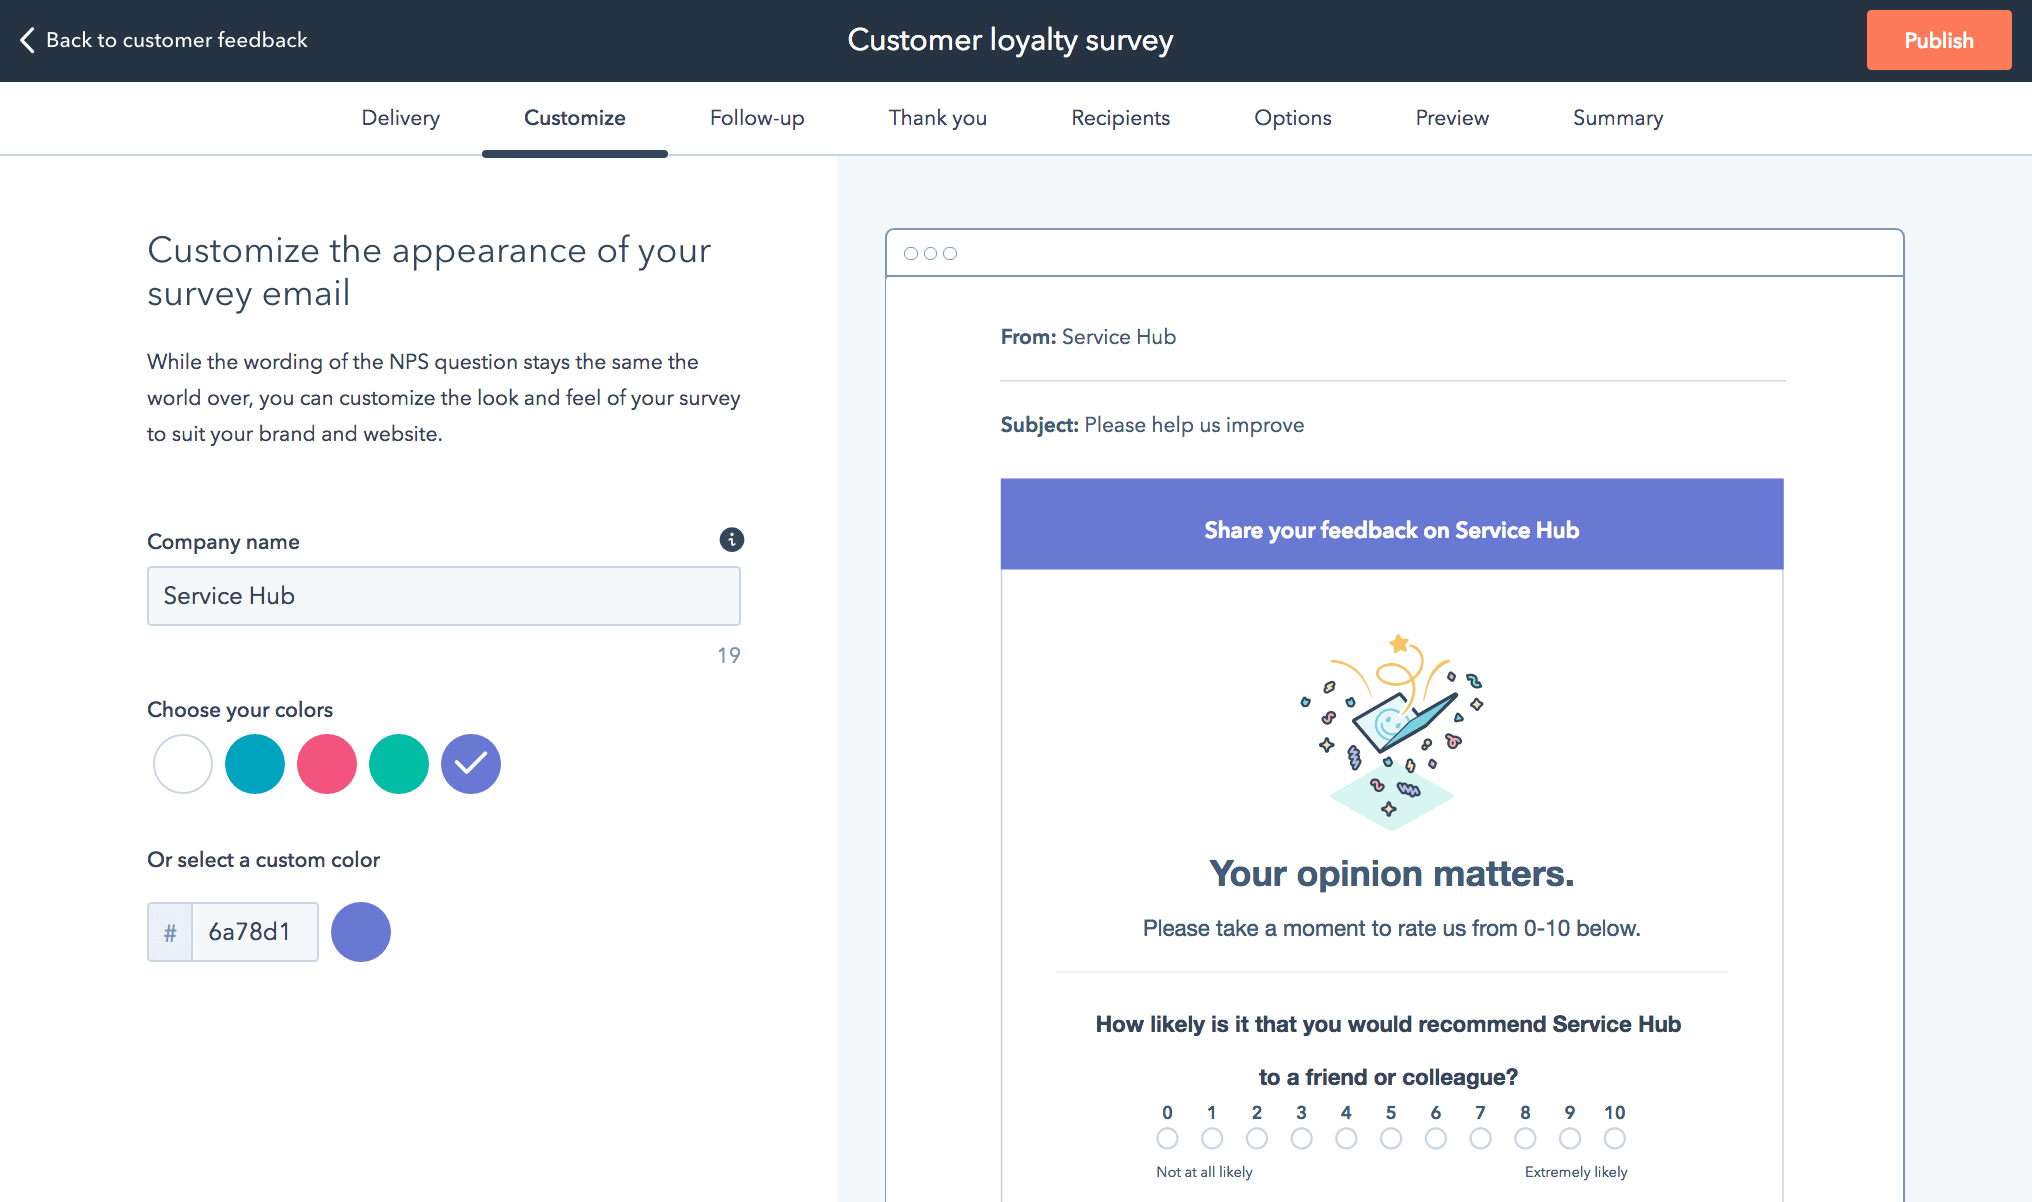 Back to customer feedback
Customer loyalty survey
Publish
Delivery
Customize
Follow-up
Thank you
Recipients
Options
Preview
Summary
Customize the appearance of your
survey email
While the wording of the NPS question stays the same the
world over, you can customize the look and feel of your survey
to suit your brand and website.
Company name
i
Service Hub
19
Choose your colors
Or select a custom color
# 6a78d1
From: Service Hub
Subject: Please help us improve
Share your feedback on Service Hub
Your opinion matters.
Please take a moment to rate us from 0-10 below.
How likely is it that you would recommend Service Hub
to a friend or colleague?
0 1 2 3 4 5 6 7 8 9 10
Not at all likely
Extremely likely